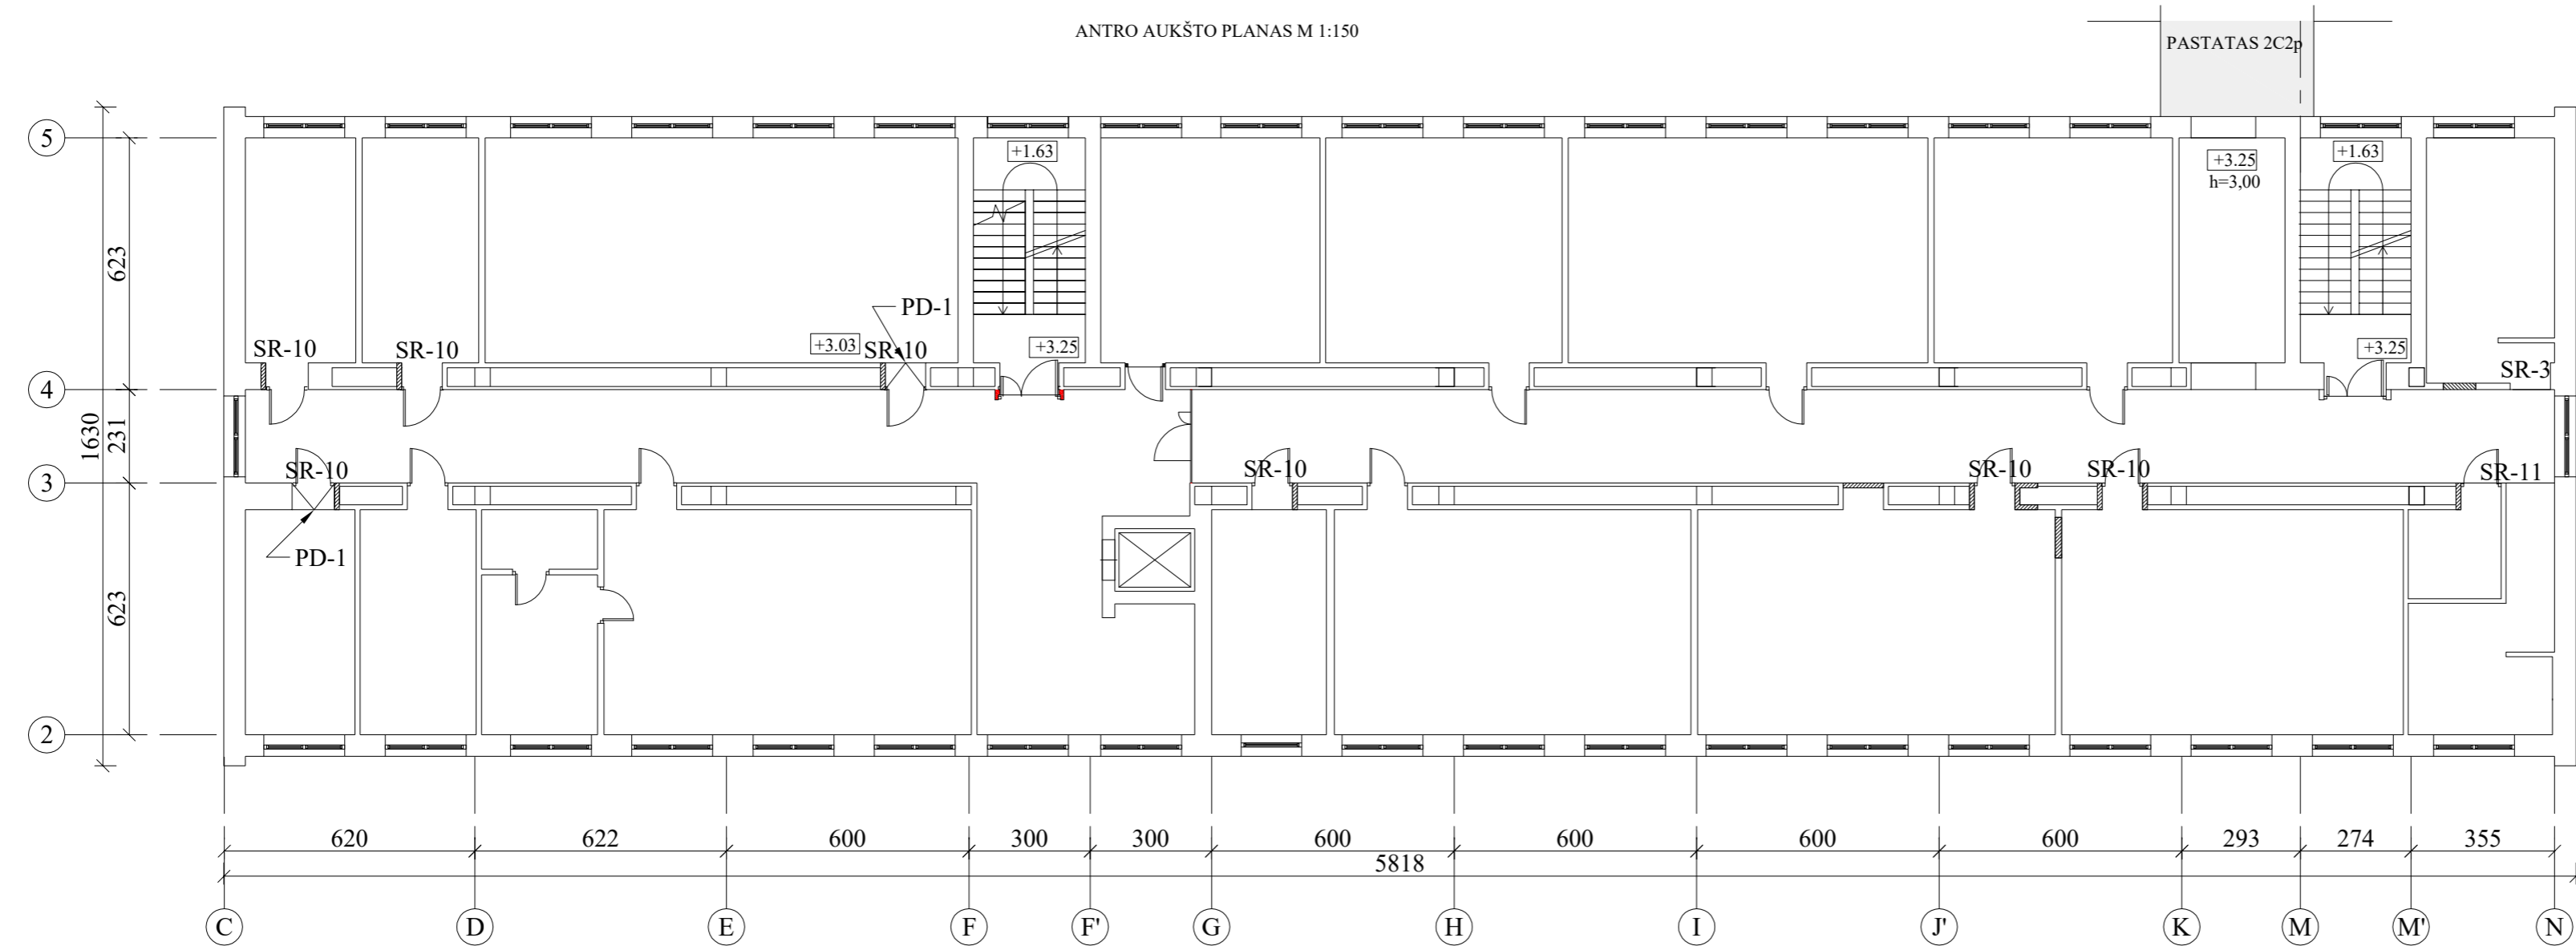 ANTRO AUKŠTO PLANAS M 1:150
PASTATAS 2C2p
5
+1.63
+1.63
+3.25
h=3,00
623
PD-1
+3.03
SR-10
SR-10
SR-10
+3.25
+3.25
SR-3
4
1630
231
3
SR-10
SR-10
SR-10
SR-10
SR-11
PD-1
623
2
620
622
600
300
300
600
600
600
600
293
274
355
5818
C
D
E
F
F'
G
H
I
J'
K
M
M'
N